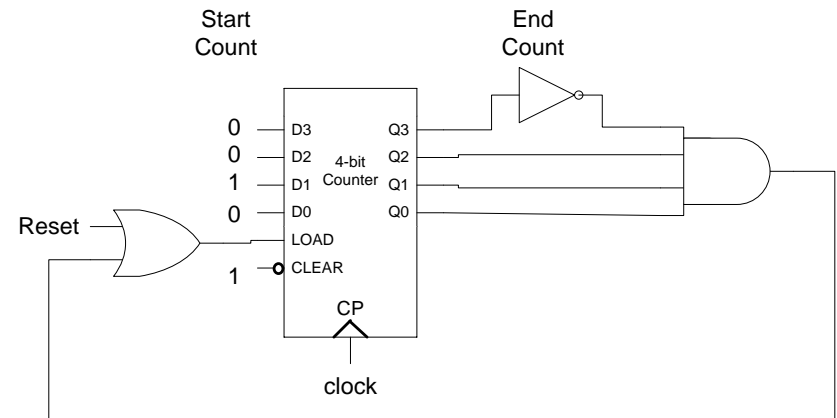 Start
Count
End
Count
0 D3 Q3
0 D2 Q2
4-bit
Counter
1 D1 Q1
0 D0 Q0
Reset
LOAD
1 CLEAR
CP
clock